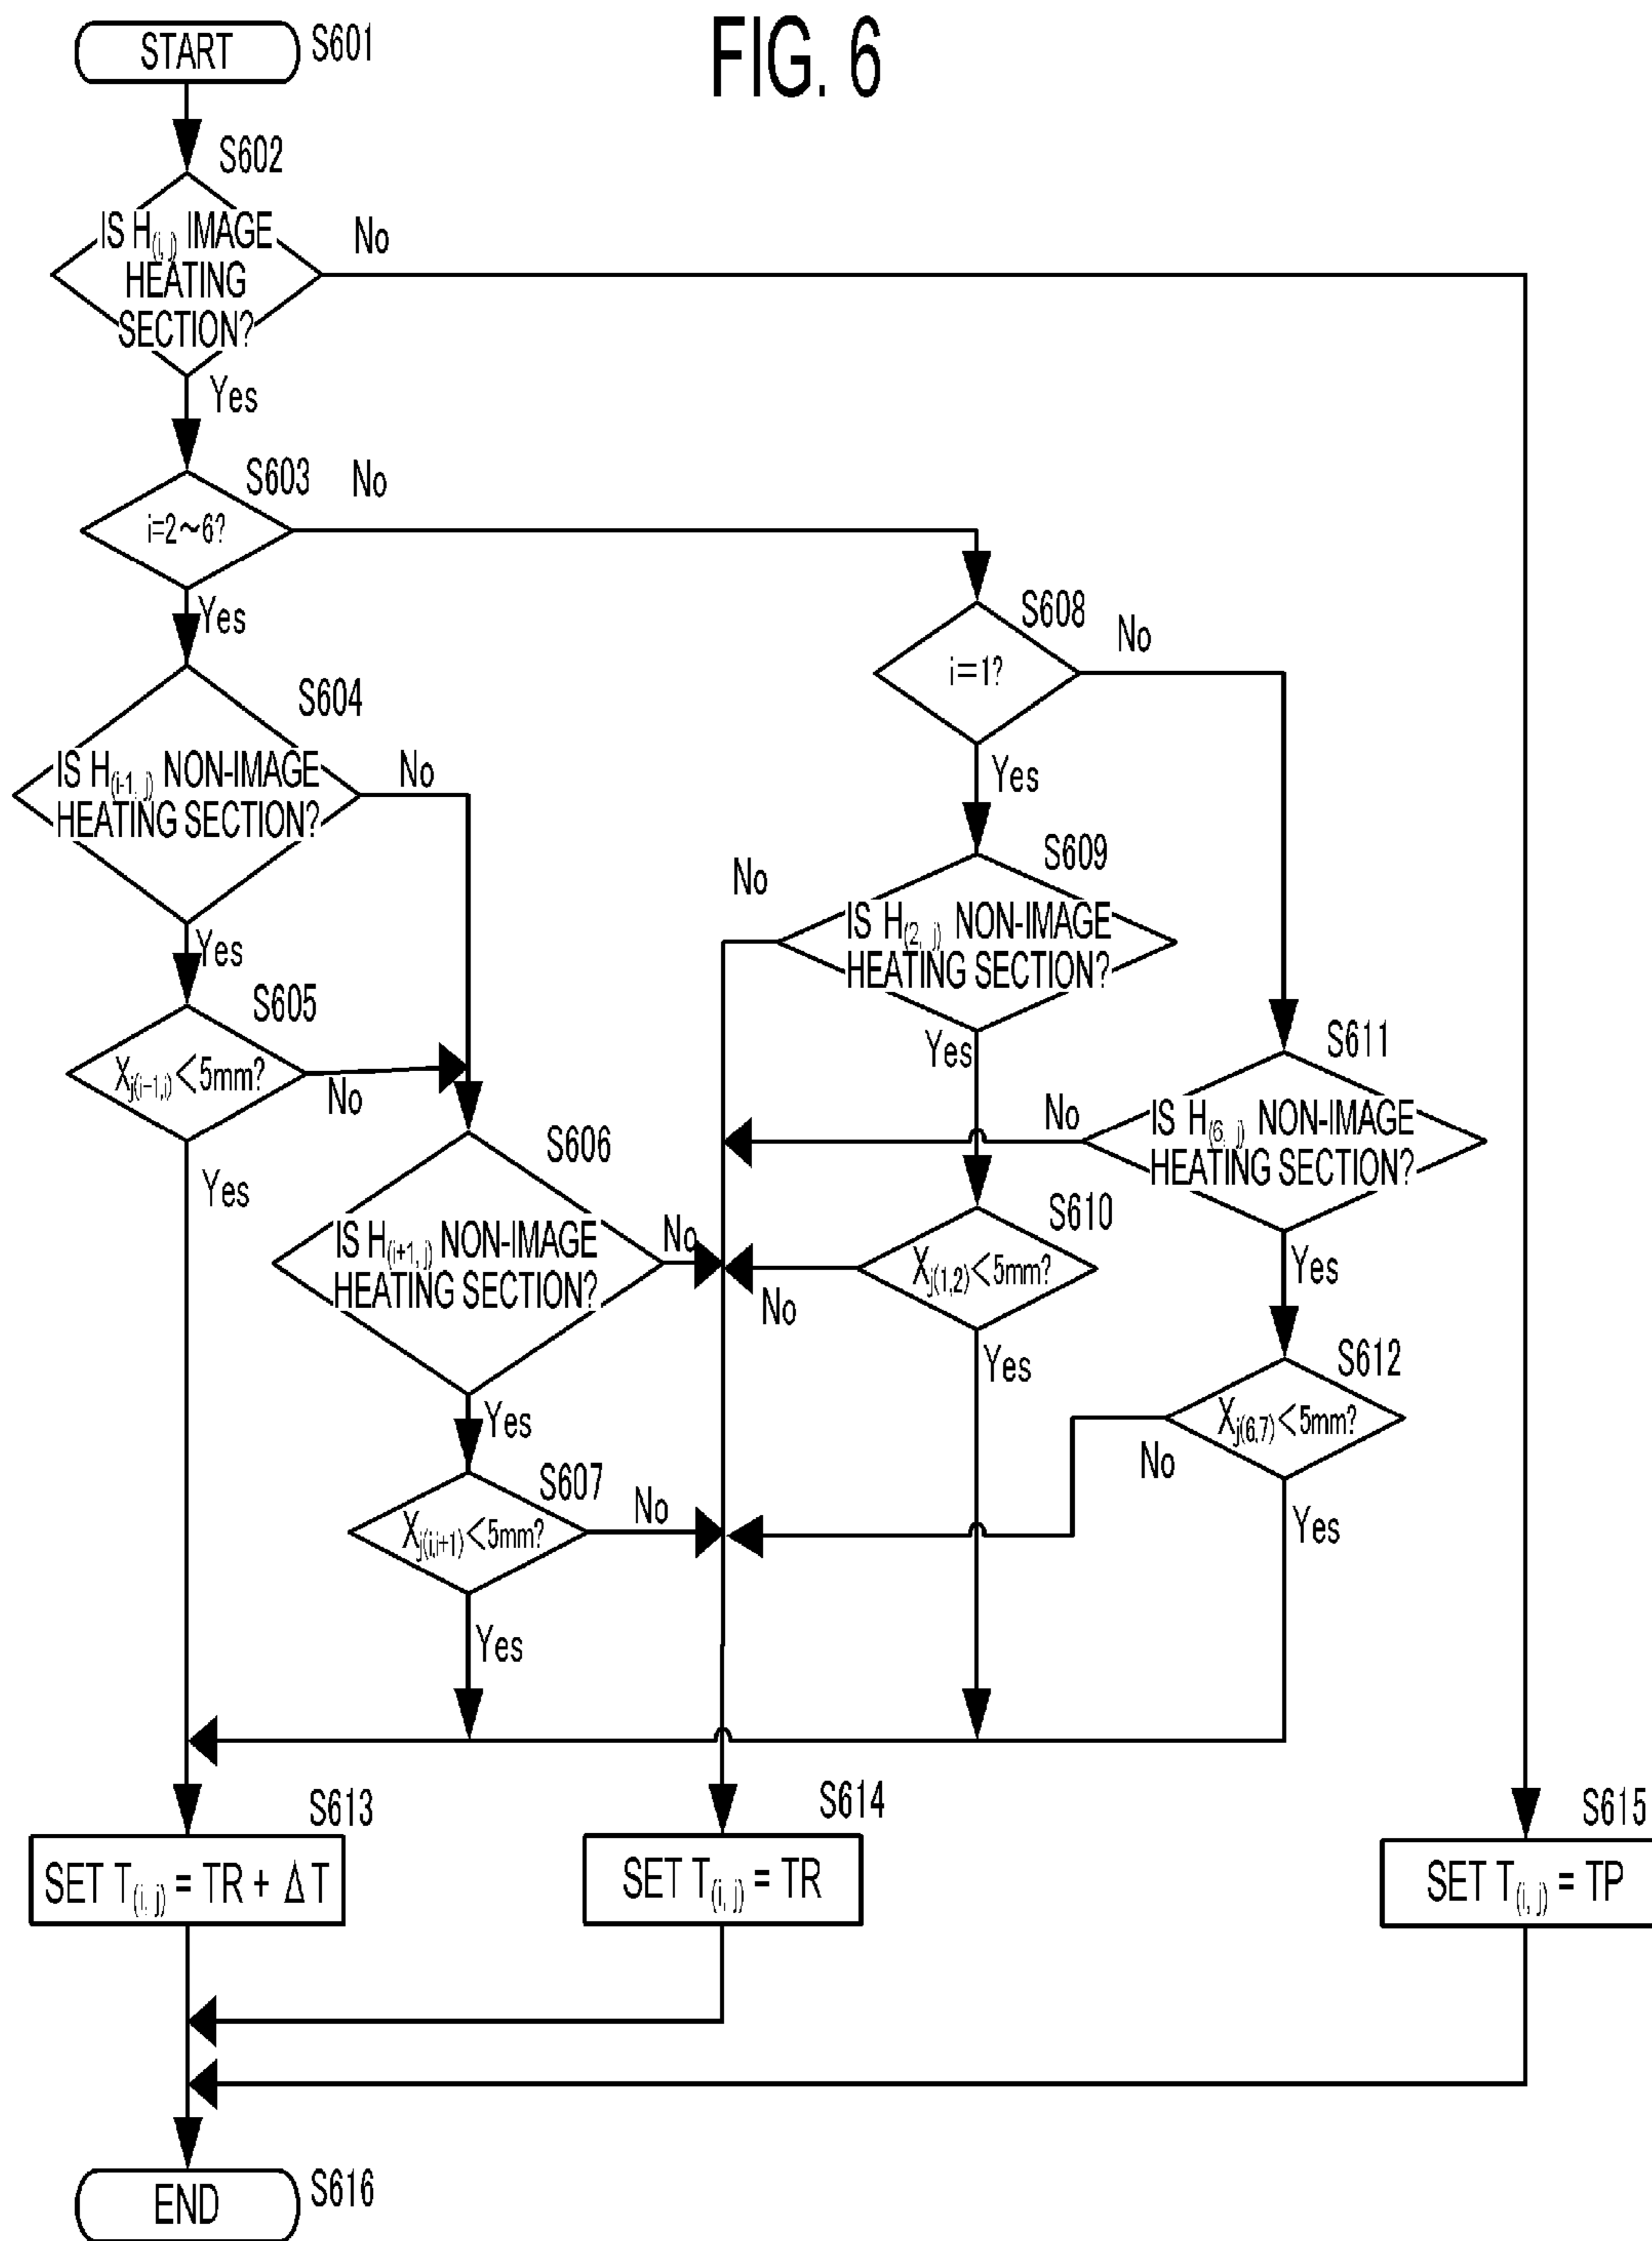 FIG. 6
START
S601
S602
IS H(i, j) IMAGE
HEATING
SECTION?
No
Yes
S603
No
i=2～6?
Yes
S608
No
i=1?
Yes
S604
IS H(i-1, j) NON-IMAGE
HEATING SECTION?
No
Yes
S609
No
IS H(2, j) NON-IMAGE
HEATING SECTION?
Yes
S605
Xj(i-1,i)<5mm?
No
Yes
S611
No
IS H(6, j) NON-IMAGE
HEATING SECTION?
Yes
S606
IS H(i+1, j) NON-IMAGE
HEATING SECTION?
No
Yes
S610
Xj(1,2)<5mm?
No
Yes
S612
Xj(6,7)<5mm?
No
Yes
S607
Xj(i,i+1)<5mm?
No
Yes
S613
SET T(i, j) = TR + ΔT
S614
SET T(i, j) = TR
S615
SET T(i, j) = TP
END
S616